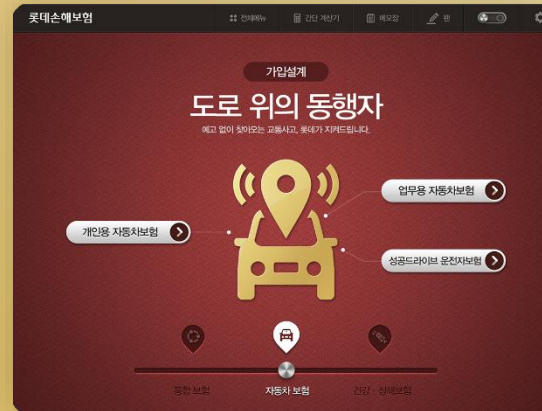 롯데손해보험
전체메뉴
간단 계산기
메모장
펜
가입설계
도로 위의 동행자
예고 없이 찾아오는 교통사고, 롯데가 지켜드립니다.
업무용 자동차보험
개인용 자동차보험
성공드라이브 운전자보험
통합 보험
자동차 보험
건강·상해보험